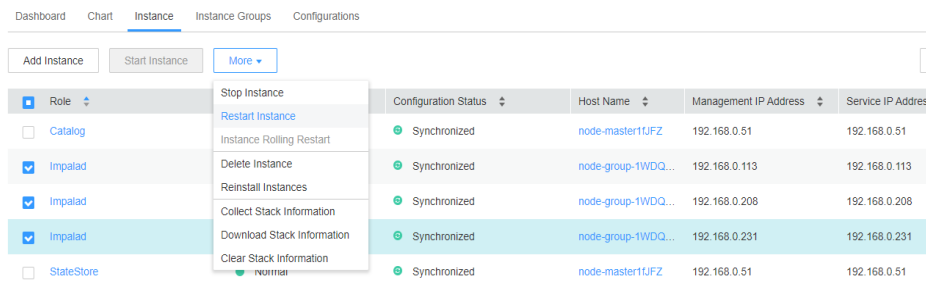 Dashboard Chart Instance Instance Groups Configurations
Add Instance Start Instance More
Stop Instance
Role Configuration Status Host Name Management IP Address Service IP Addres
Restart Instance
Catalog Synchronized node-master1fJFZ 192.168.0.51 192.168.0.51
Instance Rolling Restart
Delete Instance
Impalad Synchronized node-group-1WDQ... 192.168.0.113 192.168.0.113
Reinstall Instances
Impalad Synchronized node-group-1WDQ... 192.168.0.208 192.168.0.208
Collect Stack Information
Download Stack Information
Impalad Synchronized node-group-1WDQ... 192.168.0.231 192.168.0.231
Clear Stack Information
StateStore Normal Synchronized node-master1fJFZ 192.168.0.51 192.168.0.51